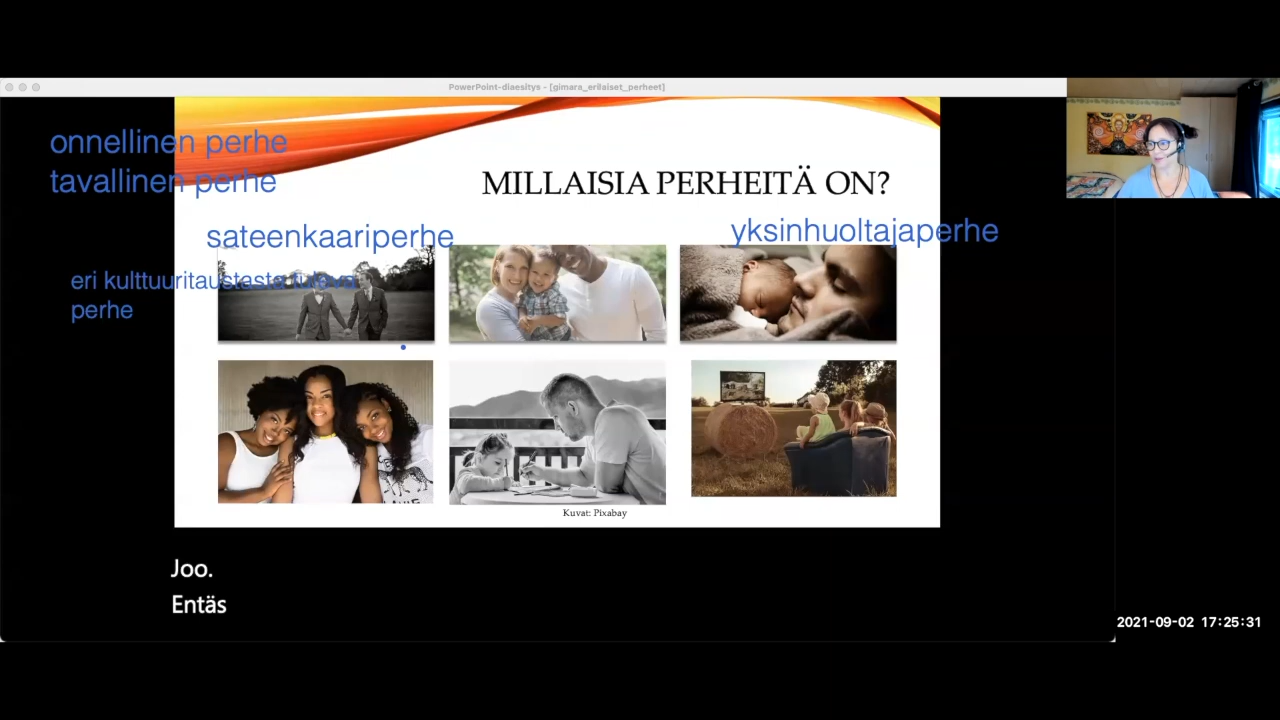 PowerPoint-diaesitys - [gimara_erilaiset_perheet]
onnellinen perhe
tavallinen perhe
MILLAISIA PERHEITÄ ON?
sateenkaariperhe
yksinhuoltajaperhe
eri kulttuuritaustasta tuleva
perhe
Kuvat: Pixabay
Joo.
Entäs
2021-09-02 17:25:31